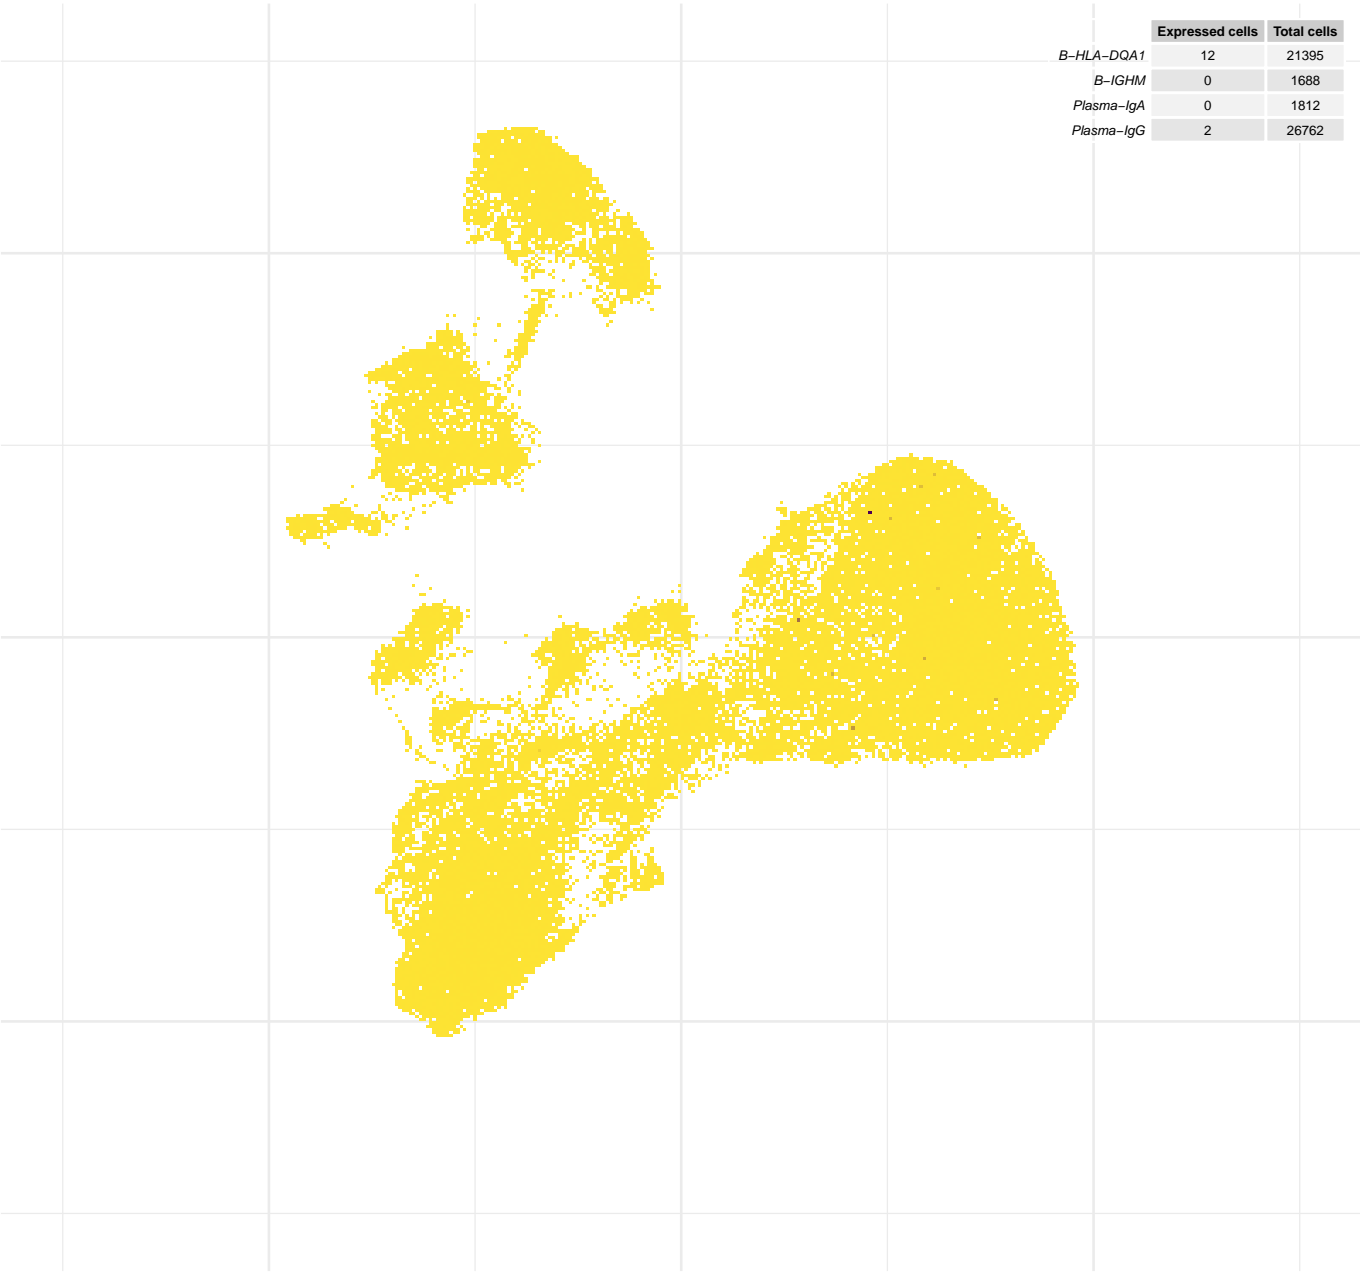 Expressed cells Total cells
B−HLA−DQA1 12 21395
B−IGHM 0 1688
Plasma−IgA 0 1812
Plasma−IgG 2 26762